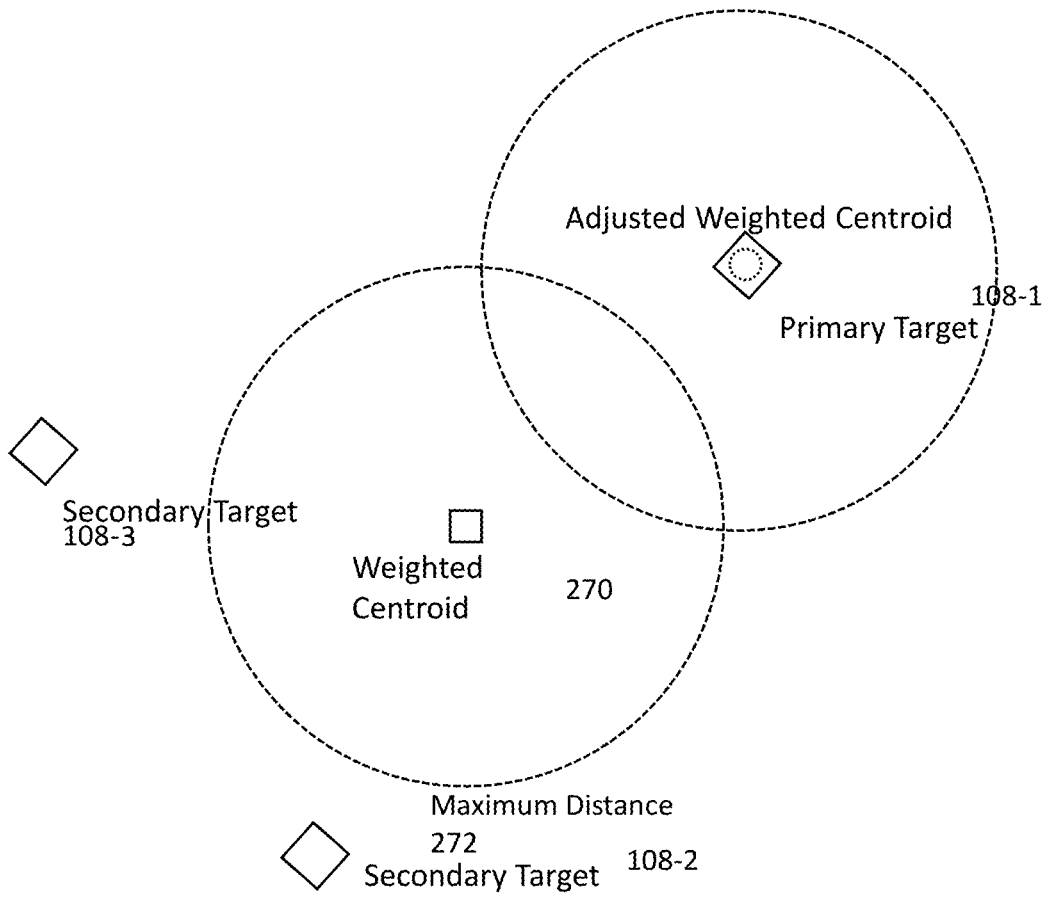 Adjusted Weighted Centroid
108-1
Primary Target
Secondary Target
108-3
Weighted
Centroid
270
Maximum Distance
272
108-2
Secondary Target